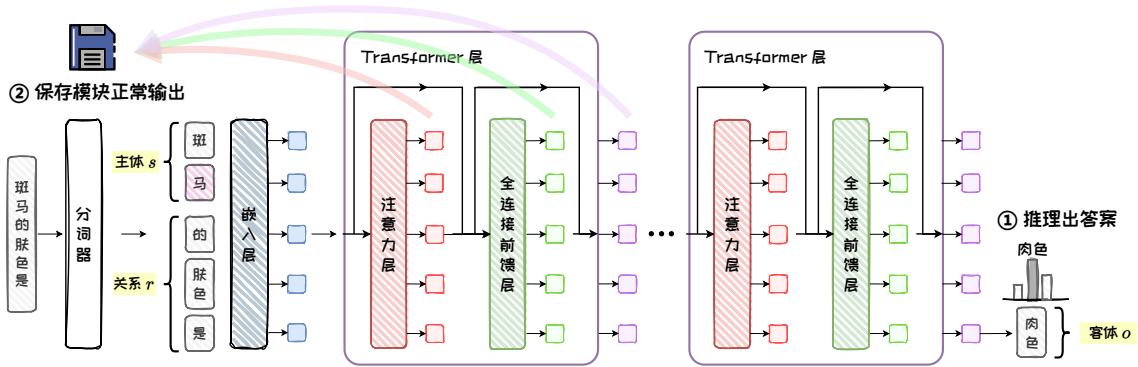 ② 保存模块正常输出
斑马的肤色是
分词器
主体 s
斑
马
关系 r
的
肤色
是
嵌入层
Transformer 层
注意力层
全连接前馈层
•••
Transformer 层
注意力层
全连接前馈层
① 推理出答案
肉色
肉色
客体 o